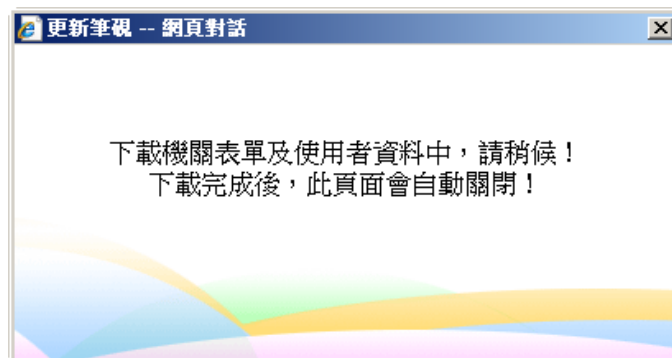 更新筆硯 -- 網頁對話
下載機關表單及使用者資料中，請稍候！
下載完成後，此頁面會自動關閉！